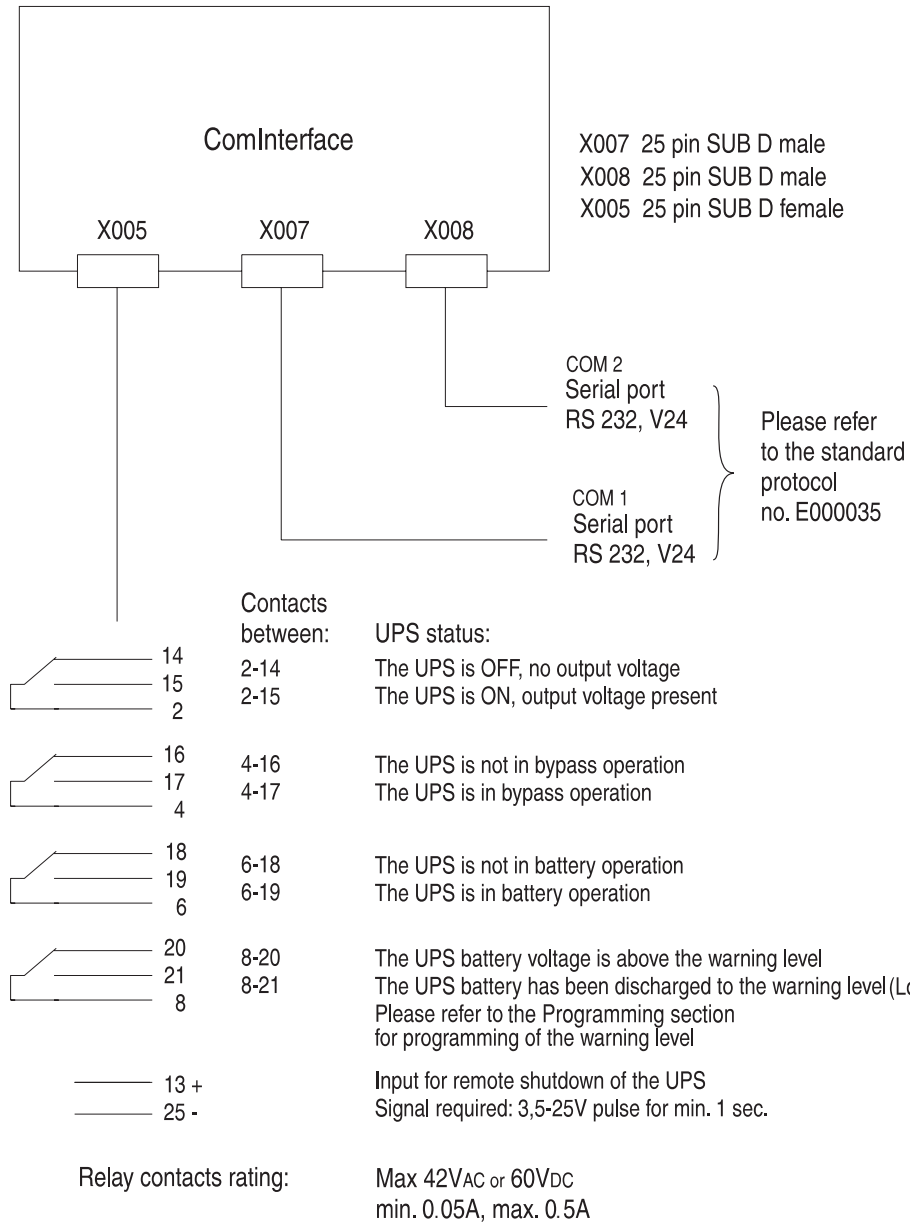 ComInterface
X005 X007 X008
X007 25 pin SUB D male
X008 25 pin SUB D male
X005 25 pin SUB D female
COM 2
Serial port
RS 232, V24
COM 1
Serial port
RS 232, V24
Please refer
to the standard
protocol
no. E000035
Contacts
between:
UPS status:
14
15
2
2-14 The UPS is OFF, no output voltage
2-15 The UPS is ON, output voltage present
16
17
4
4-16 The UPS is not in bypass operation
4-17 The UPS is in bypass operation
18
19
6
6-18 The UPS is not in battery operation
6-19 The UPS is in battery operation
20
21
8
8-20 The UPS battery voltage is above the warning level
8-21 The UPS battery has been discharged to the warning level
Please refer to the Programming section
for programming of the warning level
13 + Input for remote shutdown of the UPS
25 - Signal required: 3,5-25V pulse for min. 1 sec.
Relay contacts rating: Max 42VAC or 60VDC
min. 0.05A, max. 0.5A